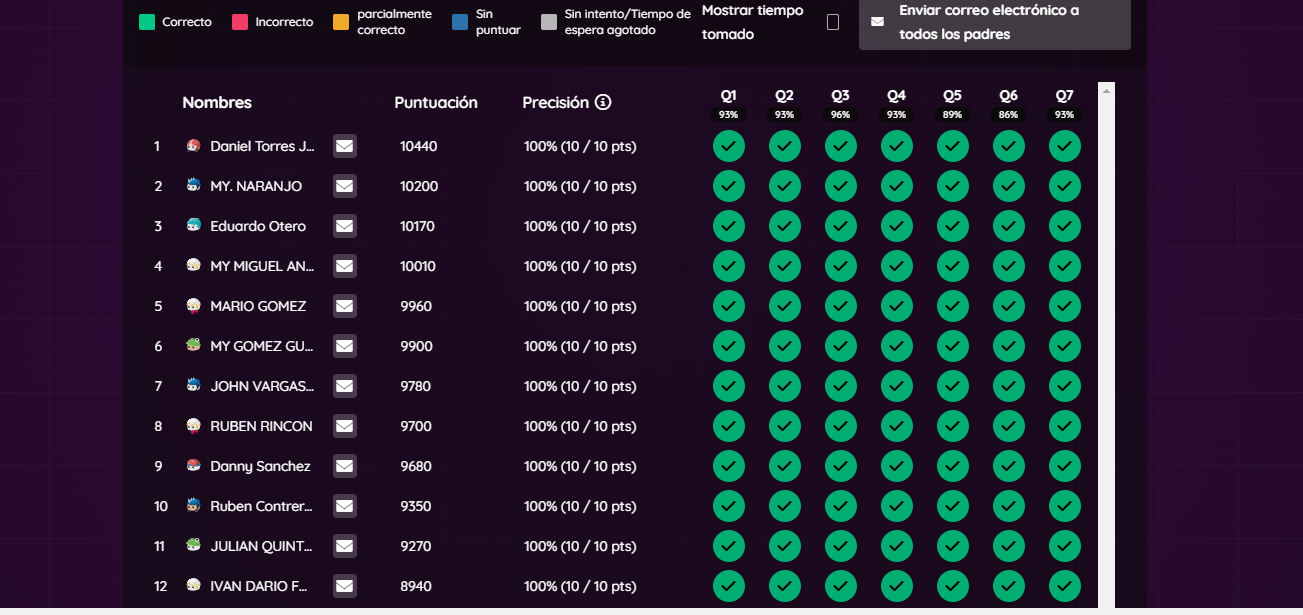 Correcto
Incorrecto
parcialmente
correcto
Sin
puntuar
Sin intento/Tiempo de
espera agotado
Mostrar tiempo
tomado
Enviar correo electrónico a
todos los padres
Nombres Puntuación Precisión Q1 Q2 Q3 Q4 Q5 Q6 Q7
93% 93% 96% 93% 89% 86% 93%
1 Daniel Torres J... 10440 100% (10 / 10 pts)
2 MY. NARANJO 10200 100% (10 / 10 pts)
3 Eduardo Otero 10170 100% (10 / 10 pts)
4 MY MIGUEL AN... 10010 100% (10 / 10 pts)
5 MARIO GOMEZ 9960 100% (10 / 10 pts)
6 MY GOMEZ GU... 9900 100% (10 / 10 pts)
7 JOHN VARGAS... 9780 100% (10 / 10 pts)
8 RUBEN RINCON 9700 100% (10 / 10 pts)
9 Danny Sanchez 9680 100% (10 / 10 pts)
10 Ruben Contrer... 9350 100% (10 / 10 pts)
11 JULIAN QUINT... 9270 100% (10 / 10 pts)
12 IVAN DARIO F... 8940 100% (10 / 10 pts)